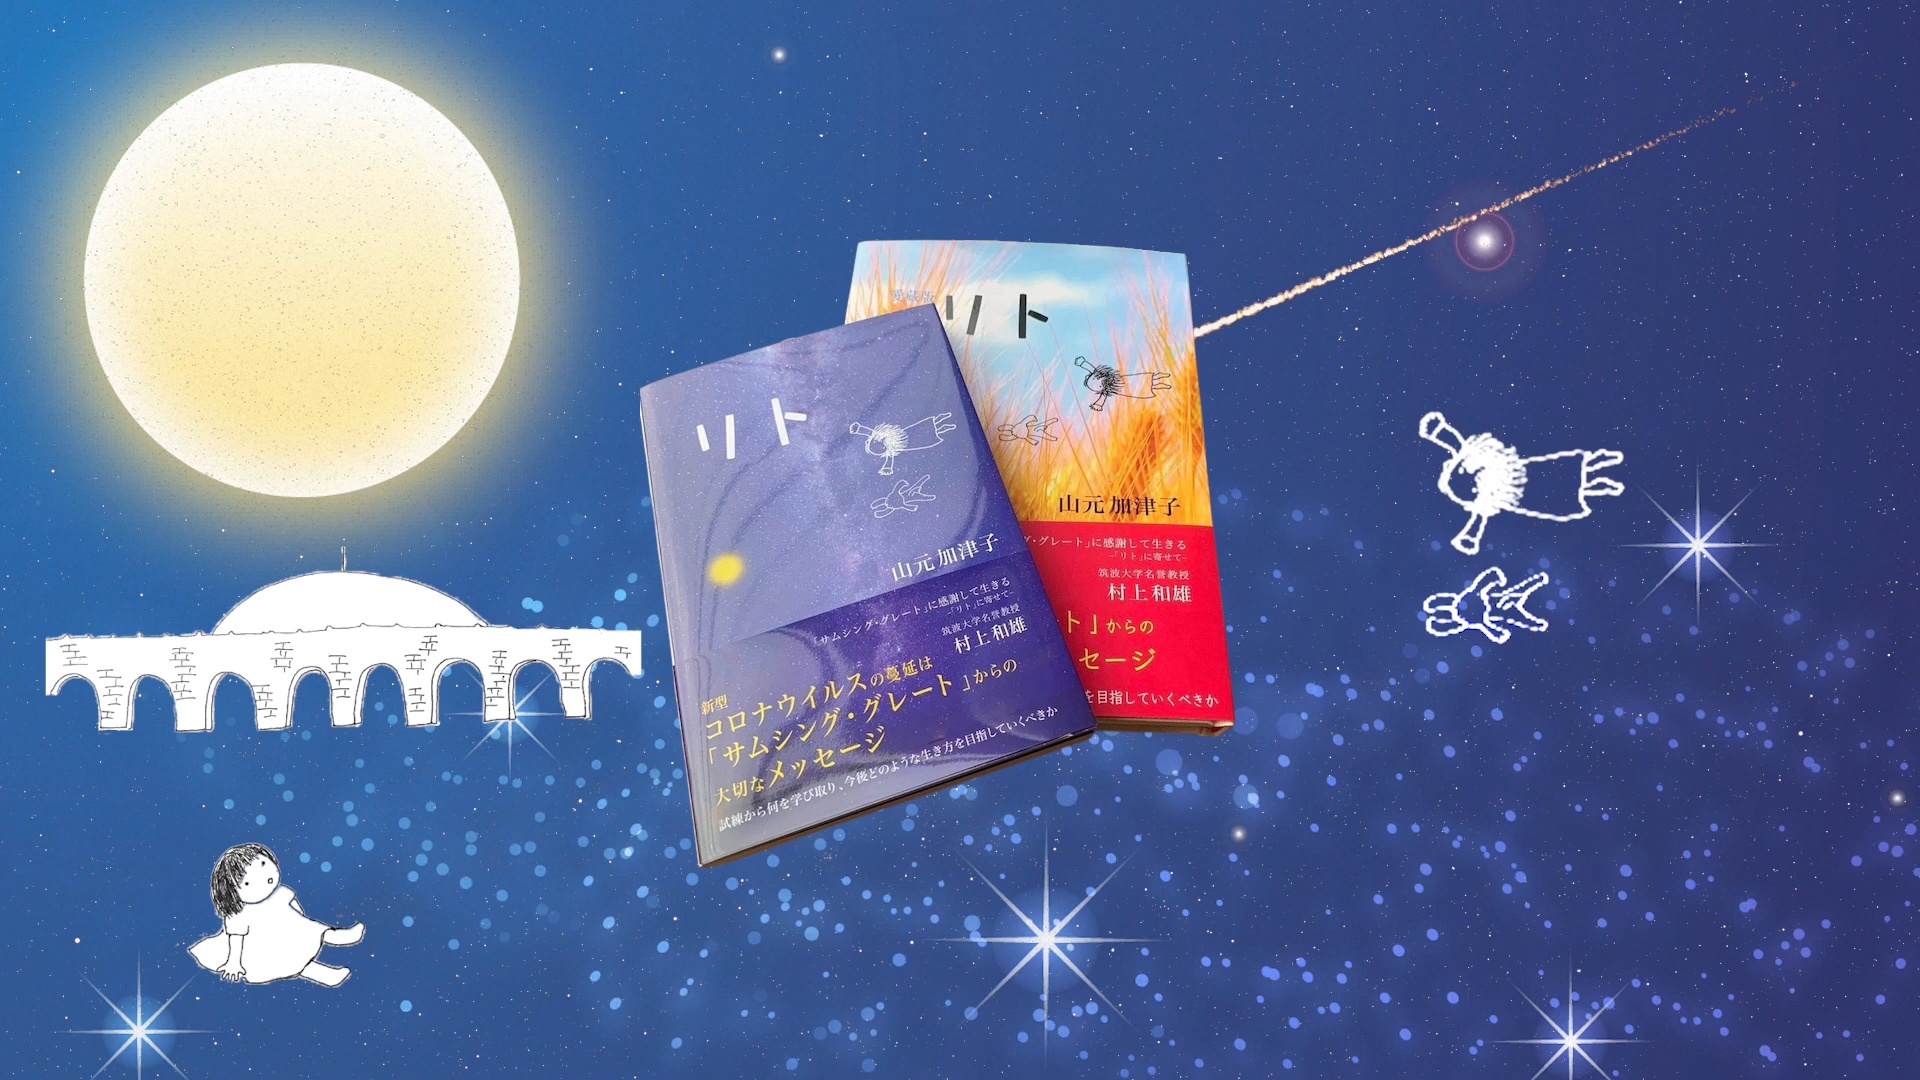 リト
山元加津子
「サムシング・グレート」に感謝して生きる
―「リト」に寄せて―
筑波大学名誉教授
村上和雄
新型
コロナウイルスの蔓延は
「サムシング・グレート」からの
大切なメッセージ
試練から何を学び取り、今後どのような生き方を目指していくべきか
愛蔵版
リト
山元加津子
グ・グレート」に感謝して生きる
―「リト」に寄せて―
筑波大学名誉教授
村上和雄
ト」からの
セージ
を目指していくべきか